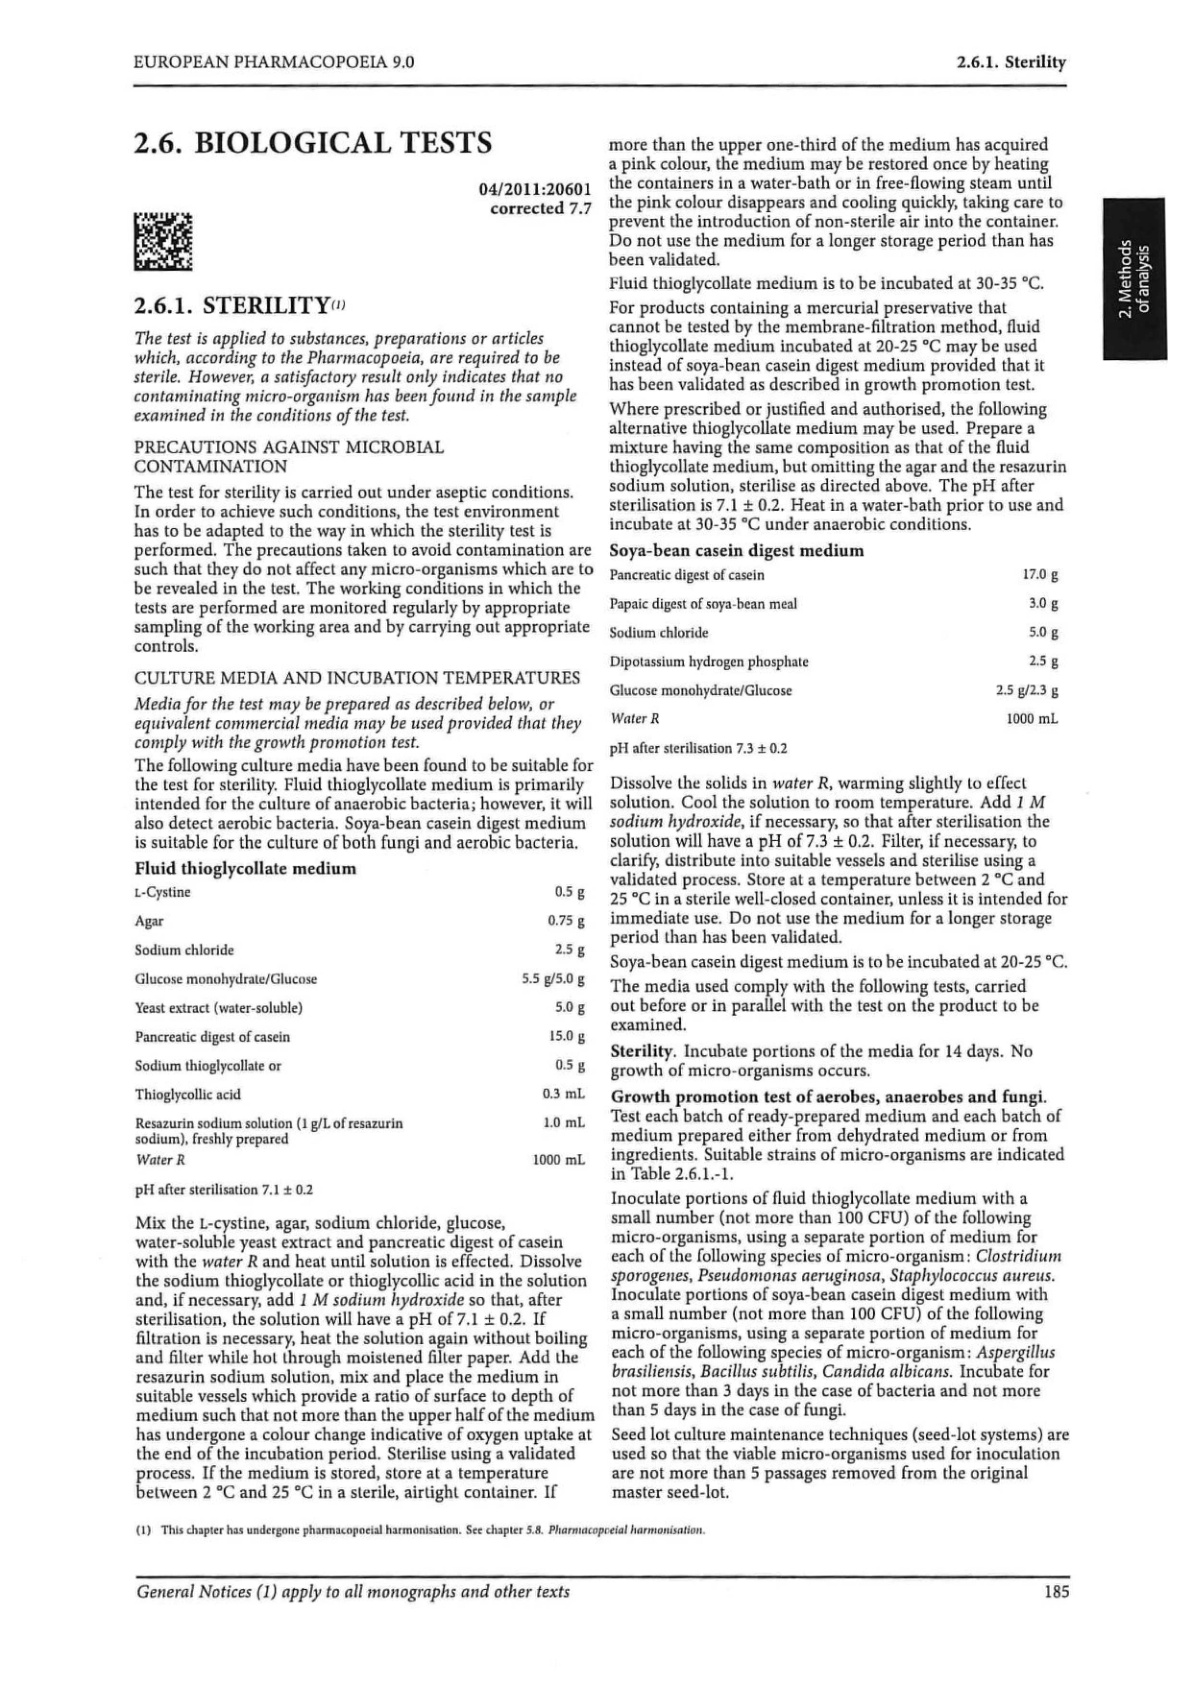 EUROPEAN PHARMACOPOEIA 9.0
2.6.1. Sterility
2.6. BIOLOGICAL TESTS
04/2011:20601
corrected 7.7
2.6.1. STERILITY(1)
The test is applied to substances, preparations or articles
which, according to the Pharmacopoeia, are required to be
sterile. However, a satisfactory result only indicates that no
contaminating micro-organism has been found in the sample
examined in the conditions of the test.
PRECAUTIONS AGAINST MICROBIAL
CONTAMINATION
The test for sterility is carried out under aseptic conditions.
In order to achieve such conditions, the test environment
has to be adapted to the way in which the sterility test is
performed. The precautions taken to avoid contamination are
such that they do not affect any micro-organisms which are to
be revealed in the test. The working conditions in which the
tests are performed are monitored regularly by appropriate
sampling of the working area and by carrying out appropriate
controls.
CULTURE MEDIA AND INCUBATION TEMPERATURES
Media for the test may be prepared as described below, or
equivalent commercial media may be used provided that they
comply with the growth promotion test.
The following culture media have been found to be suitable for
the test for sterility. Fluid thioglycollate medium is primarily
intended for the culture of anaerobic bacteria; however, it will
also detect aerobic bacteria. Soya-bean casein digest medium
is suitable for the culture of both fungi and aerobic bacteria.
Fluid thioglycollate medium
L-Cystine 0.5 g
Agar 0.75 g
Sodium chloride 2.5 g
Glucose monohydrate/Glucose 5.5 g/5.0 g
Yeast extract (water-soluble) 5.0 g
Pancreatic digest of casein 15.0 g
Sodium thioglycollate or 0.5 g
Thioglycollic acid 0.3 mL
Resazurin sodium solution (1 g/L of resazurin 1.0 mL
sodium), freshly prepared
Water R 1000 mL
pH after sterilisation 7.1 ± 0.2
Mix the L-cystine, agar, sodium chloride, glucose,
water-soluble yeast extract and pancreatic digest of casein
with the water R and heat until solution is effected. Dissolve
the sodium thioglycollate or thioglycollic acid in the solution
and, if necessary, add 1 M sodium hydroxide so that, after
sterilisation, the solution will have a pH of 7.1 ± 0.2. If
filtration is necessary, heat the solution again without boiling
and filter while hot through moistened filter paper. Add the
resazurin sodium solution, mix and place the medium in
suitable vessels which provide a ratio of surface to depth of
medium such that not more than the upper half of the medium
has undergone a colour change indicative of oxygen uptake at
the end of the incubation period. Sterilise using a validated
process. If the medium is stored, store at a temperature
between 2 °C and 25 °C in a sterile, airtight container. If
more than the upper one-third of the medium has acquired
a pink colour, the medium may be restored once by heating
the containers in a water-bath or in free-flowing steam until
the pink colour disappears and cooling quickly, taking care to
prevent the introduction of non-sterile air into the container.
Do not use the medium for a longer storage period than has
been validated.
Fluid thioglycollate medium is to be incubated at 30-35 °C.
For products containing a mercurial preservative that
cannot be tested by the membrane-filtration method, fluid
thioglycollate medium incubated at 20-25 °C may be used
instead of soya-bean casein digest medium provided that it
has been validated as described in growth promotion test.
Where prescribed or justified and authorised, the following
alternative thioglycollate medium may be used. Prepare a
mixture having the same composition as that of the fluid
thioglycollate medium, but omitting the agar and the resazurin
sodium solution, sterilise as directed above. The pH after
sterilisation is 7.1 ± 0.2. Heat in a water-bath prior to use and
incubate at 30-35 °C under anaerobic conditions.
Soya-bean casein digest medium
Pancreatic digest of casein 17.0 g
Papaic digest of soya-bean meal 3.0 g
Sodium chloride 5.0 g
Dipotassium hydrogen phosphate 2.5 g
Glucose monohydrate/Glucose 2.5 g/2.3 g
Water R 1000 mL
pH after sterilisation 7.3 ± 0.2
Dissolve the solids in water R, warming slightly to effect
solution. Cool the solution to room temperature. Add 1 M
sodium hydroxide, if necessary, so that after sterilisation the
solution will have a pH of 7.3 ± 0.2. Filter, if necessary, to
clarify, distribute into suitable vessels and sterilise using a
validated process. Store at a temperature between 2 °C and
25 °C in a sterile well-closed container, unless it is intended for
immediate use. Do not use the medium for a longer storage
period than has been validated.
Soya-bean casein digest medium is to be incubated at 20-25 °C.
The media used comply with the following tests, carried
out before or in parallel with the test on the product to be
examined.
Sterility. Incubate portions of the media for 14 days. No
growth of micro-organisms occurs.
Growth promotion test of aerobes, anaerobes and fungi.
Test each batch of ready-prepared medium and each batch of
medium prepared either from dehydrated medium or from
ingredients. Suitable strains of micro-organisms are indicated
in Table 2.6.1.-1.
Inoculate portions of fluid thioglycollate medium with a
small number (not more than 100 CFU) of the following
micro-organisms, using a separate portion of medium for
each of the following species of micro-organism: Clostridium
sporogenes, Pseudomonas aeruginosa, Staphylococcus aureus.
Inoculate portions of soya-bean casein digest medium with
a small number (not more than 100 CFU) of the following
micro-organisms, using a separate portion of medium for
each of the following species of micro-organism: Aspergillus
brasiliensis, Bacillus subtilis, Candida albicans. Incubate for
not more than 3 days in the case of bacteria and not more
than 5 days in the case of fungi.
Seed lot culture maintenance techniques (seed-lot systems) are
used so that the viable micro-organisms used for inoculation
are not more than 5 passages removed from the original
master seed-lot.
2. Methods
of analysis
(1) This chapter has undergone pharmacopoeial harmonisation. See chapter 5.8. Pharmacopoeial harmonisation.
General Notices (1) apply to all monographs and other texts
185